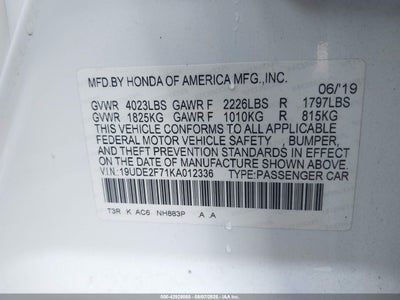 MFD.BY HONDA OF AMERICA MFG.,INC.
06/'19
GVWR 4023LBS GAWR F 2226LBS R 1797LBS
GVWR 1825KG GAWR F 1010KG R 815KG
THIS VEHICLE CONFORMS TO ALL APPLICABLE
FEDERAL MOTOR VEHICLE SAFETY , BUMPER,
AND THEFT PREVENTION STANDARDS IN EFFECT
ON THE DATE OF MANUFACTURE SHOWN ABOVE.
V.I.N.:19UDE2F71KA012336 TYPE:PASSENGER CAR
T3R K AC6 NH883P A A